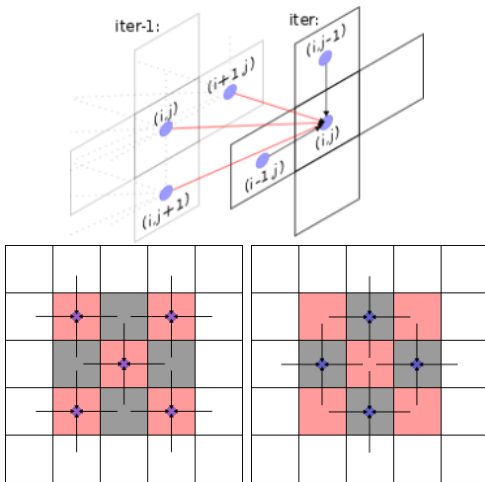 iter-1:
iter:
(i,j-1)
(i+1,j)
(i,j)
(i,j)
(i-1,j)
(i,j+1)